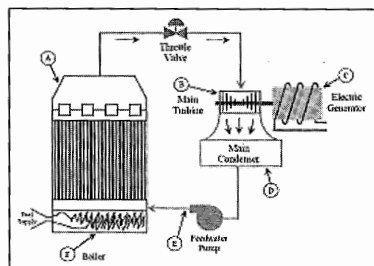 Throttle
Valve
A
B
C
Main
Turbine
Electric
Generator
Main
Condenser
D
E
Fuel
Supply
F
Boiler
Feedwater
Pump